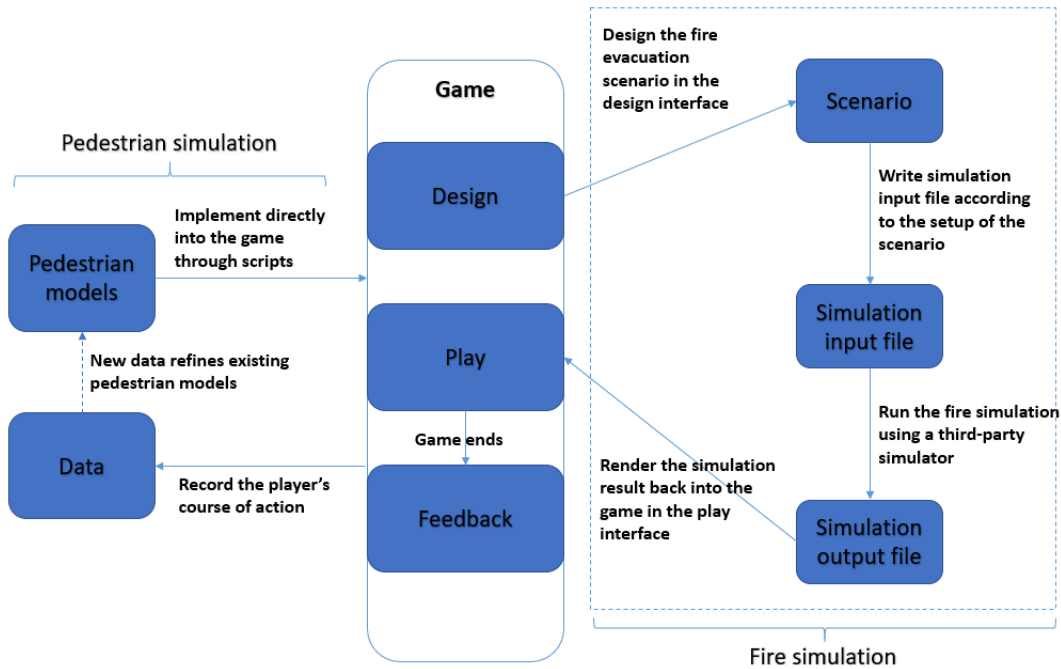 Pedestrian simulation
Implement directly
into the game
through scripts
Pedestrian
models
New data refines existing
pedestrian models
Data
Record the player's
course of action
Game
Design
Play
Game ends
Feedback
Design the fire
evacuation
scenario in the
design interface
Scenario
Write simulation
input file according
to the setup of the
scenario
Simulation
input file
Run the fire simulation
using a third-party
simulator
Simulation
output file
Render the simulation
result back into the
game in the play
interface
Fire simulation